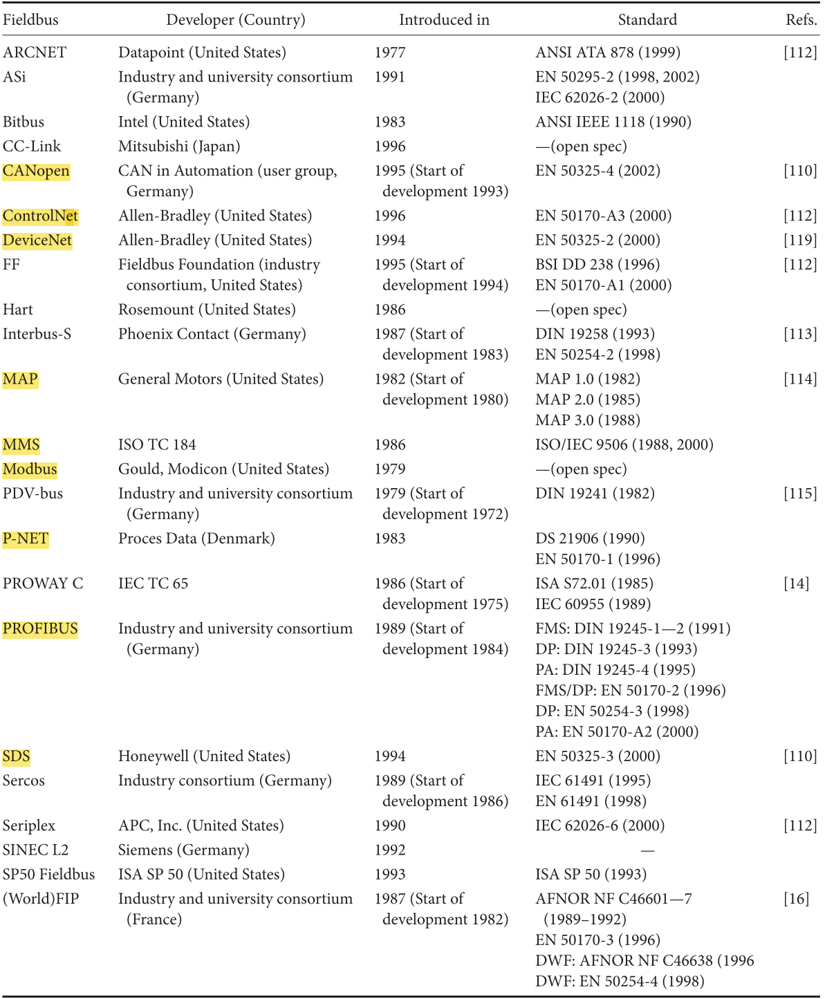 Fieldbus Developer (Country) Introduced in Standard Refs.
ARCNET Datapoint (United States) 1977 ANSI ATA 878 (1999) [112]
ASi Industry and university consortium 1991 EN 50295-2 (1998, 2002)
(Germany) IEC 62026-2 (2000)
Bitbus Intel (United States) 1983 ANSI IEEE 1118 (1990)
CC-Link Mitsubishi (Japan) 1996 —(open spec)
CANopen CAN in Automation (user group, 1995 (Start of EN 50325-4 (2002) [110]
Germany) development 1993)
ControlNet Allen-Bradley (United States) 1996 EN 50170-A3 (2000) [112]
DeviceNet Allen-Bradley (United States) 1994 EN 50325-2 (2000) [119]
FF Fieldbus Foundation (industry 1995 (Start of BSI DD 238 (1996) [112]
consortium, United States) development 1994) EN 50170-A1 (2000)
Hart Rosemount (United States) 1986 —(open spec)
Interbus-S Phoenix Contact (Germany) 1987 (Start of DIN 19258 (1993) [113]
development 1983) EN 50254-2 (1998)
MAP General Motors (United States) 1982 (Start of MAP 1.0 (1982) [114]
development 1980) MAP 2.0 (1985)
MAP 3.0 (1988)
MMS ISO TC 184 1986 ISO/IEC 9506 (1988, 2000)
Modbus Gould, Modicon (United States) 1979 —(open spec)
PDV-bus Industry and university consortium 1979 (Start of DIN 19241 (1982) [115]
(Germany) development 1972)
P-NET Proces Data (Denmark) 1983 DS 21906 (1990)
EN 50170-1 (1996)
PROWAY C IEC TC 65 1986 (Start of ISA S72.01 (1985) [14]
development 1975) IEC 60955 (1989)
PROFIBUS Industry and university consortium 1989 (Start of FMS: DIN 19245-1—2 (1991)
(Germany) development 1984) DP: DIN 19245-3 (1993)
PA: DIN 19245-4 (1995)
FMS/DP: EN 50170-2 (1996)
DP: EN 50254-3 (1998)
PA: EN 50170-A2 (2000)
SDS Honeywell (United States) 1994 EN 50325-3 (2000) [110]
Sercos Industry consortium (Germany) 1989 (Start of IEC 61491 (1995)
development 1986) EN 61491 (1998)
Seriplex APC, Inc. (United States) 1990 IEC 62026-6 (2000) [112]
SINEC L2 Siemens (Germany) 1992 —
SP50 Fieldbus ISA SP 50 (United States) 1993 ISA SP 50 (1993)
(World)FIP Industry and university consortium 1987 (Start of AFNOR NF C46601—7 [16]
(France) development 1982) (1989–1992)
EN 50170-3 (1996)
DWF: AFNOR NF C46638 (1996
DWF: EN 50254-4 (1998)